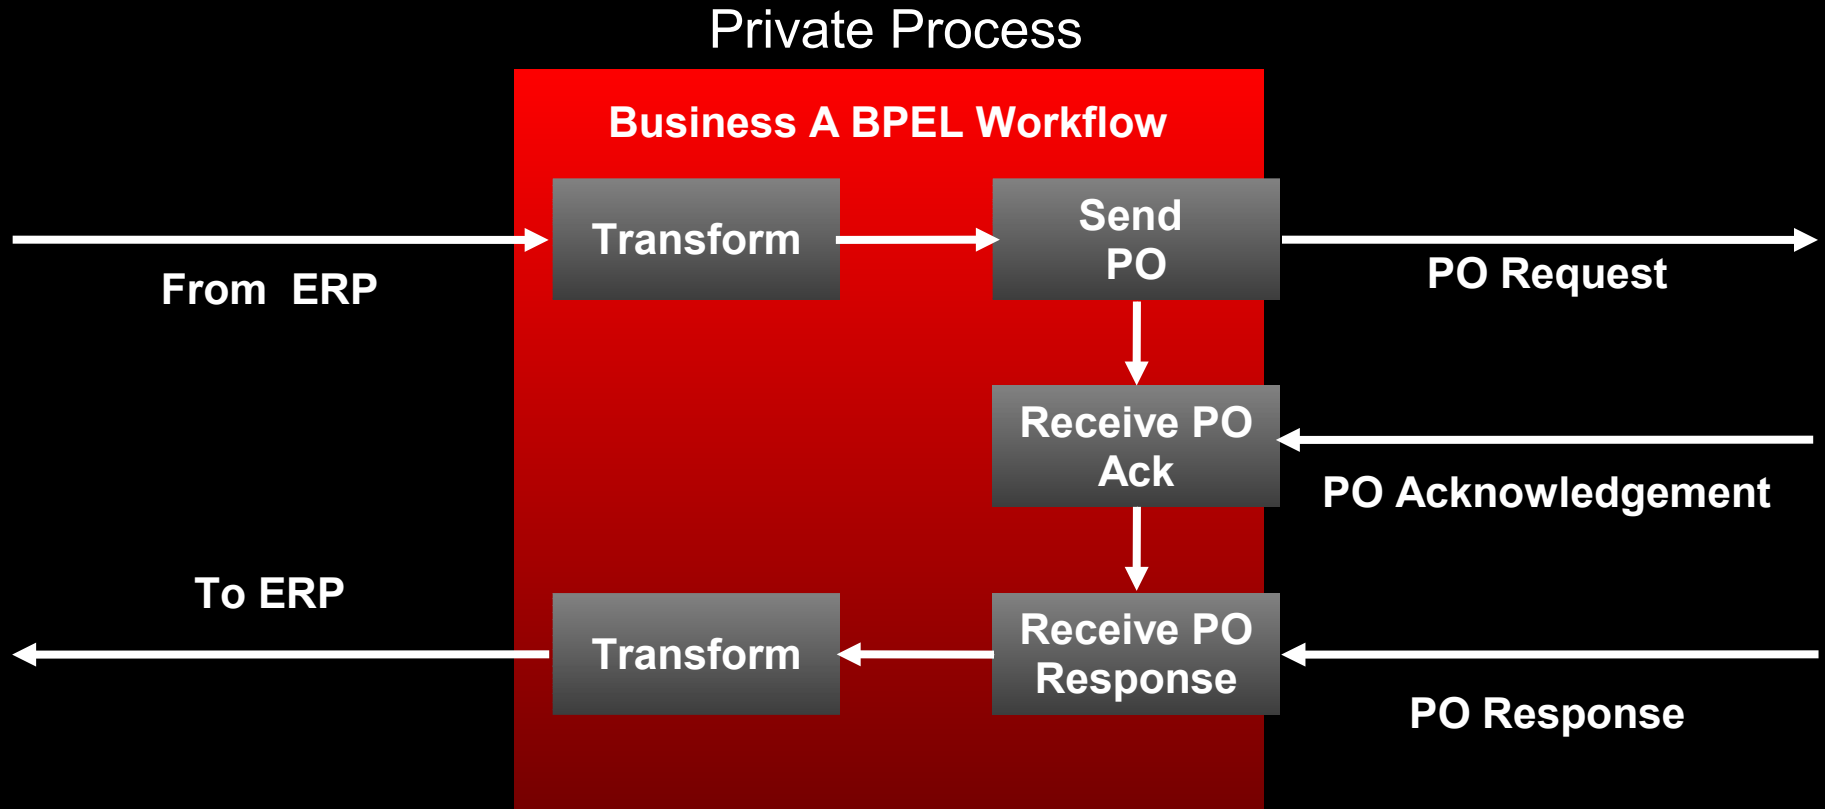 Private Process
Business A BPEL Workflow
Transform
Send
PO
From  ERP
PO Request
Receive PO
Ack
PO Acknowledgement
To ERP
Transform
Receive PO
Response
PO Response